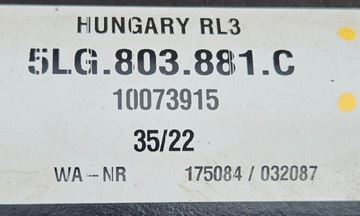 HUNGARY RL3
5LG.803.881.C
10073915
35/22
WA-NR 175084 / 032087